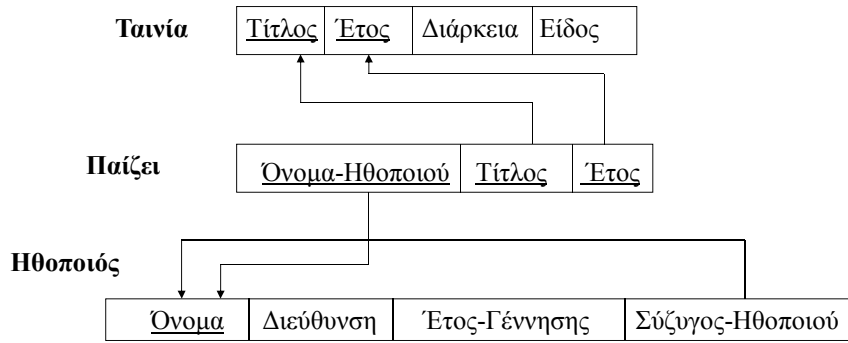 Ταινία Τίτλος Έτος Διάρκεια Είδος
Παίζει Όνομα-Ηθοποιού Τίτλος Έτος
Ηθοποιός
Όνομα Διεύθυνση Έτος-Γέννησης Σύζυγος-Ηθοποιού